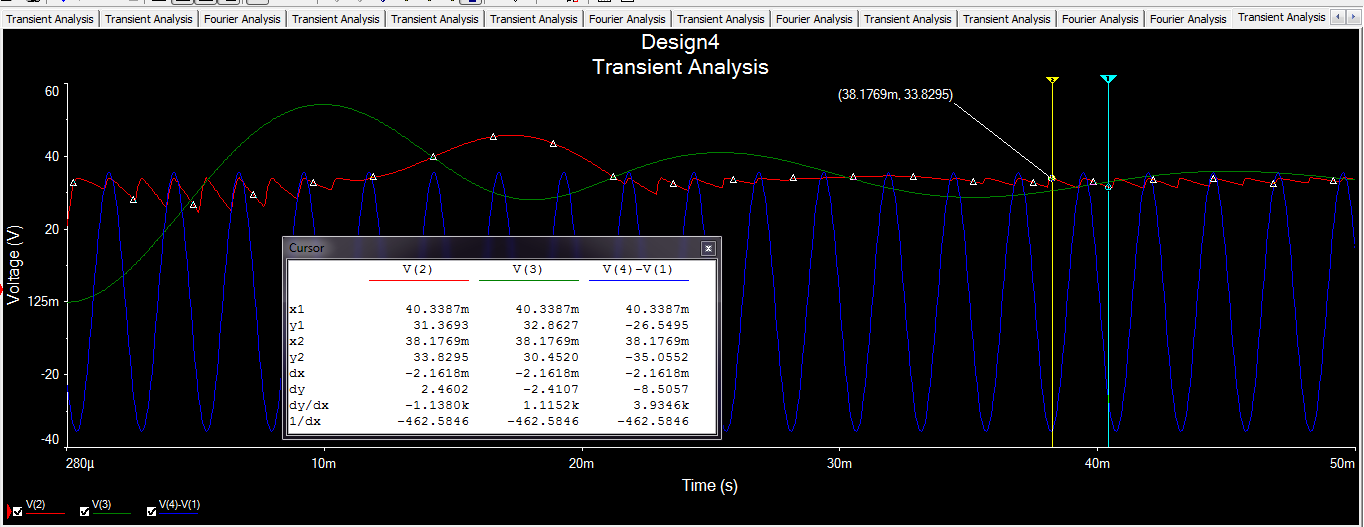 Transient Analysis Transient Analysis Fourier Analysis Transient Analysis Transient Analysis Transient Analysis Fourier Analysis Transient Analysis Fourier Analysis Transient Analysis Transient Analysis Fourier Analysis Fourier Analysis Transient Analysis
Design4
Transient Analysis
(38.1769m, 33.8295)
Voltage (V)
60
40
20
125m
-20
-40
Cursor x
V(2) V(3) V(4)-V(1)
x1 40.3387m 40.3387m 40.3387m
y1 31.3693 32.8627 -26.5495
x2 38.1769m 38.1769m 38.1769m
y2 33.8295 30.4520 -35.0552
dx -2.1618m -2.1618m -2.1618m
dy 2.4602 -2.4107 -8.5057
dy/dx -1.1380k 1.1152k 3.9346k
1/dx -462.5846 -462.5846 -462.5846
280µ 10m 20m 30m 40m 50m
Time (s)
V(2) V(3) V(4)-V(1)